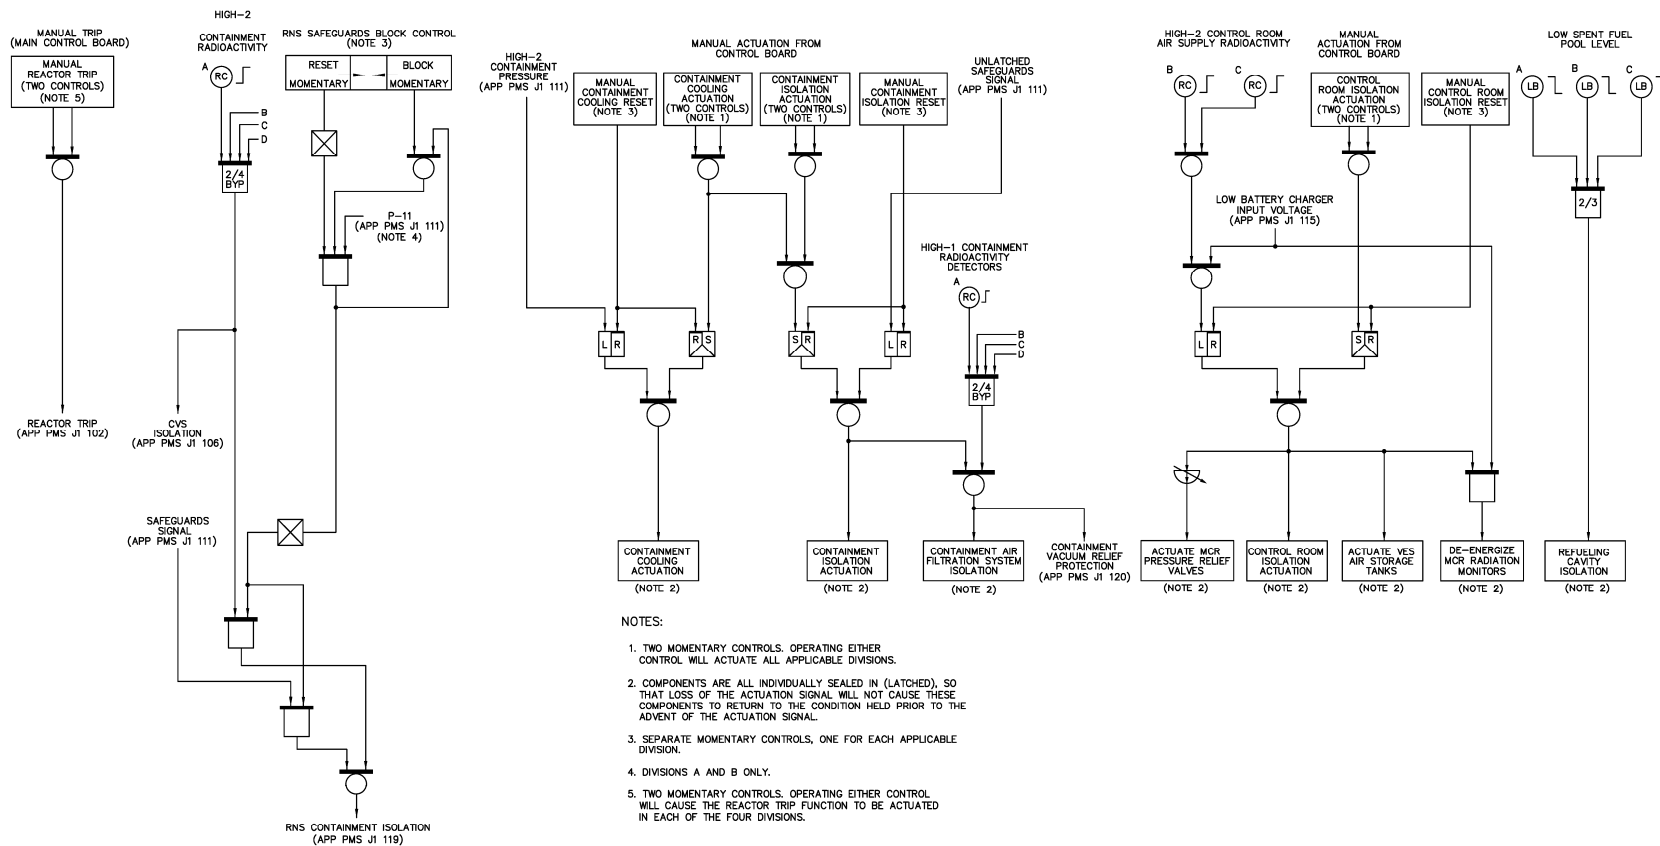 MANUAL TRIP
(MAIN CONTROL BOARD)
MANUAL
REACTOR TRIP
(TWO CONTROLS)
(NOTE 5)
REACTOR TRIP
(APP PMS J1 102)
HIGH-2
CONTAINMENT
RADIOACTIVITY
A
RC
B
C
D
2/4
BYP
CVS
ISOLATION
(APP PMS J1 106)
SAFEGUARDS
SIGNAL
(APP PMS J1 111)
RNS SAFEGUARDS BLOCK CONTROL
(NOTE 3)
RESET
MOMENTARY
BLOCK
MOMENTARY
P-11
(APP PMS J1 111)
(NOTE 4)
RNS CONTAINMENT ISOLATION
(APP PMS J1 119)
HIGH-2
CONTAINMENT
PRESSURE
(APP PMS J1 111)
MANUAL ACTUATION FROM
CONTROL BOARD
MANUAL
CONTAINMENT
COOLING RESET
(NOTE 3)
CONTAINMENT
COOLING
ACTUATION
(TWO CONTROLS)
(NOTE 1)
CONTAINMENT
ISOLATION
ACTUATION
(TWO CONTROLS)
(NOTE 1)
MANUAL
CONTAINMENT
ISOLATION RESET
(NOTE 3)
UNLATCHED
SAFEGUARDS
SIGNAL
(APP PMS J1 111)
HIGH-1 CONTAINMENT
RADIOACTIVITY
DETECTORS
A
RC
B
C
D
2/4
BYP
L R
R S
S R
L R
CONTAINMENT
COOLING
ACTUATION
(NOTE 2)
CONTAINMENT
ISOLATION
ACTUATION
(NOTE 2)
CONTAINMENT AIR
FILTRATION SYSTEM
ISOLATION
(NOTE 2)
CONTAINMENT
VACUUM RELIEF
PROTECTION
(APP PMS J1 120)
HIGH-2 CONTROL ROOM
AIR SUPPLY RADIOACTIVITY
B
RC
C
RC
MANUAL
ACTUATION FROM
CONTROL BOARD
CONTROL
ROOM ISOLATION
ACTUATION
(TWO CONTROLS)
(NOTE 1)
MANUAL
CONTROL ROOM
ISOLATION RESET
(NOTE 3)
LOW BATTERY CHARGER
INPUT VOLTAGE
(APP PMS J1 115)
L R
S R
ACTUATE MCR
PRESSURE RELIEF
VALVES
(NOTE 2)
CONTROL ROOM
ISOLATION
ACTUATION
(NOTE 2)
ACTUATE VES
AIR STORAGE
TANKS
(NOTE 2)
DE-ENERGIZE
MCR RADIATION
MONITORS
(NOTE 2)
LOW SPENT FUEL
POOL LEVEL
A
LB
B
LB
C
LB
2/3
REFUELING
CAVITY
ISOLATION
(NOTE 2)
NOTES:
1. TWO MOMENTARY CONTROLS. OPERATING EITHER
CONTROL WILL ACTUATE ALL APPLICABLE DIVISIONS.
2. COMPONENTS ARE ALL INDIVIDUALLY SEALED IN (LATCHED), SO
THAT LOSS OF THE ACTUATION SIGNAL WILL NOT CAUSE THESE
COMPONENTS TO RETURN TO THE CONDITION HELD PRIOR TO THE
ADVENT OF THE ACTUATION SIGNAL.
3. SEPARATE MOMENTARY CONTROLS, ONE FOR EACH APPLICABLE
DIVISION.
4. DIVISIONS A AND B ONLY.
5. TWO MOMENTARY CONTROLS. OPERATING EITHER CONTROL
WILL CAUSE THE REACTOR TRIP FUNCTION TO BE ACTUATED
IN EACH OF THE FOUR DIVISIONS.